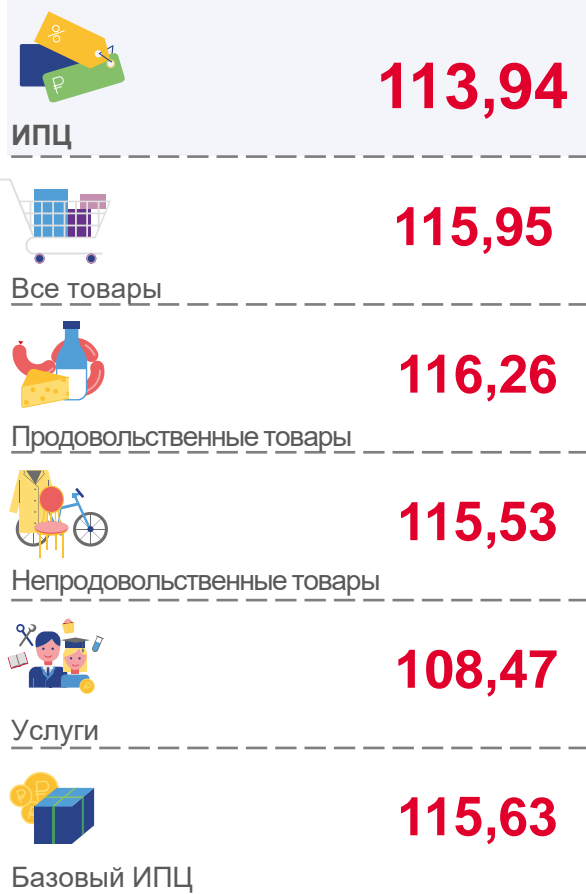 %
₽
113,94
ИПЦ
115,95
Все товары
116,26
Продовольственные товары
115,53
Непродовольственные товары
108,47
Услуги
₽ ₽
115,63
Базовый ИПЦ